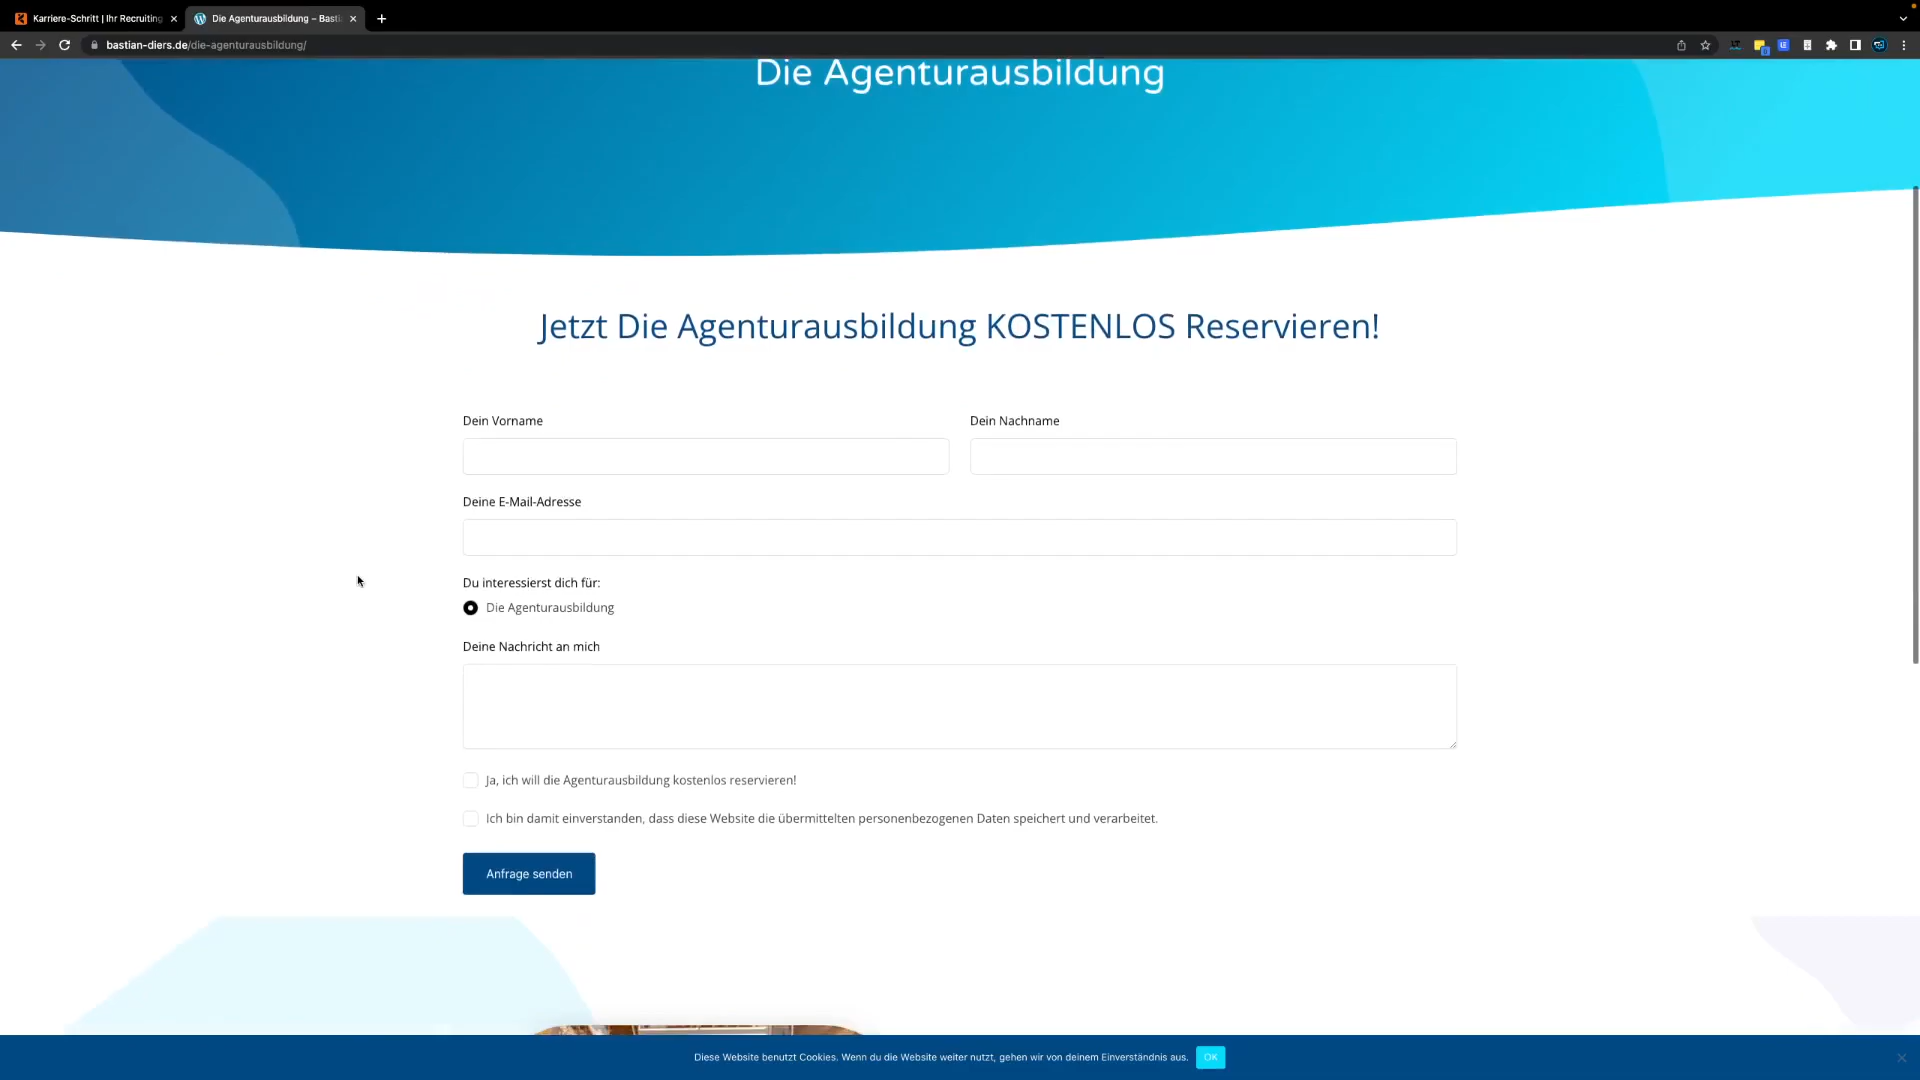 Karriere-Schritt | Ihr Recruiting
Die Agenturausbildung – Basti
bastian-diers.de/die-agenturausbildung/
Die Agenturausbildung
Jetzt Die Agenturausbildung KOSTENLOS Reservieren!
Dein Vorname
Dein Nachname
Deine E-Mail-Adresse
Du interessierst dich für:
Die Agenturausbildung
Deine Nachricht an mich
Ja, ich will die Agenturausbildung kostenlos reservieren!
Ich bin damit einverstanden, dass diese Website die übermittelten personenbezogenen Daten speichert und verarbeitet.
Anfrage senden
Diese Website benutzt Cookies. Wenn du die Website weiter nutzt, gehen wir von deinem Einverständnis aus.
OK